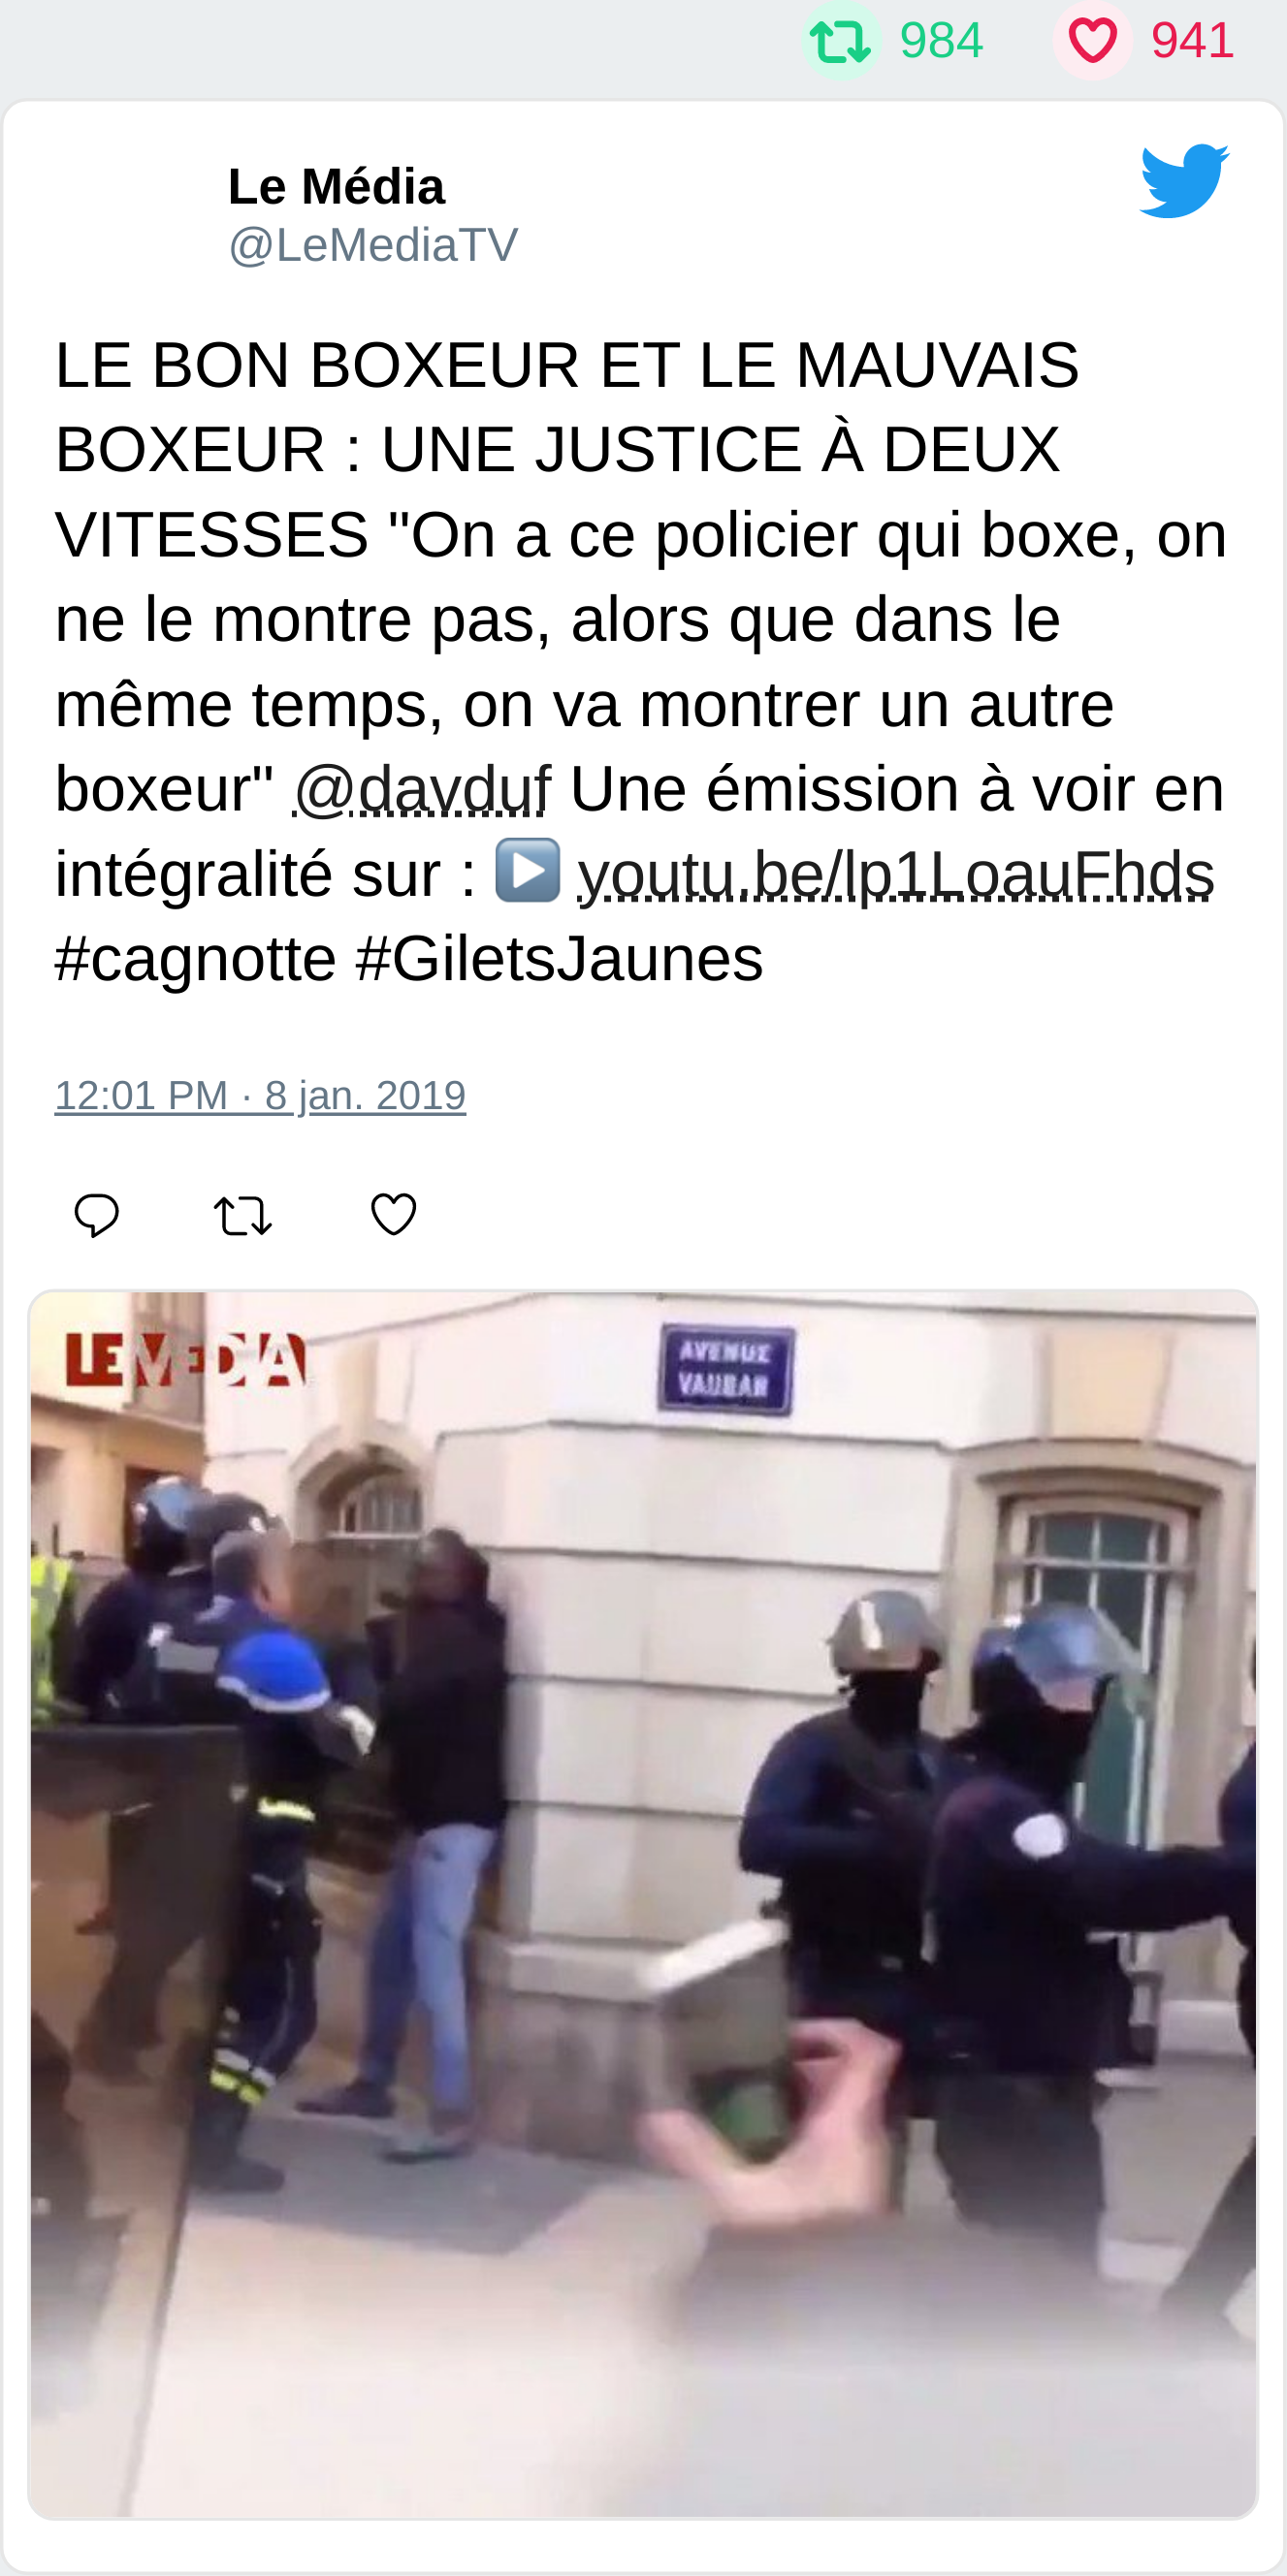 984 941
Le Média
@LeMediaTV
LE BON BOXEUR ET LE MAUVAIS
BOXEUR : UNE JUSTICE À DEUX
VITESSES "On a ce policier qui boxe, on
ne le montre pas, alors que dans le
même temps, on va montrer un autre
boxeur" @davduf Une émission à voir en
intégralité sur : ▶️ youtu.be/lp1LoauFhds
#cagnotte #GiletsJaunes
12:01 PM · 8 jan. 2019
LEMEDIA
AVENUE
VAUBAN